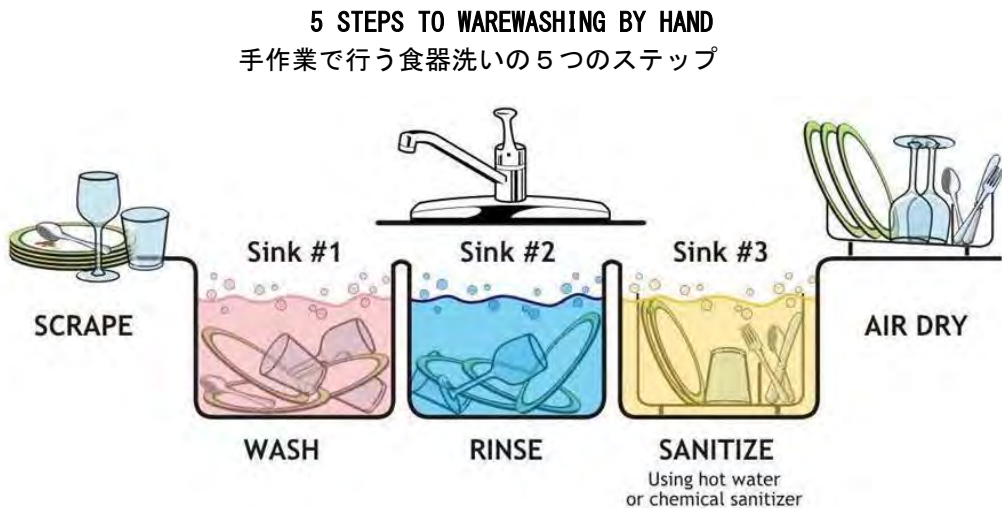 5 STEPS TO WAREWASHING BY HAND
手作業で行う食器洗いの５つのステップ
Sink #1
Sink #2
Sink #3
SCRAPE
AIR DRY
WASH
RINSE
SANITIZE
Using hot water
or chemical sanitizer